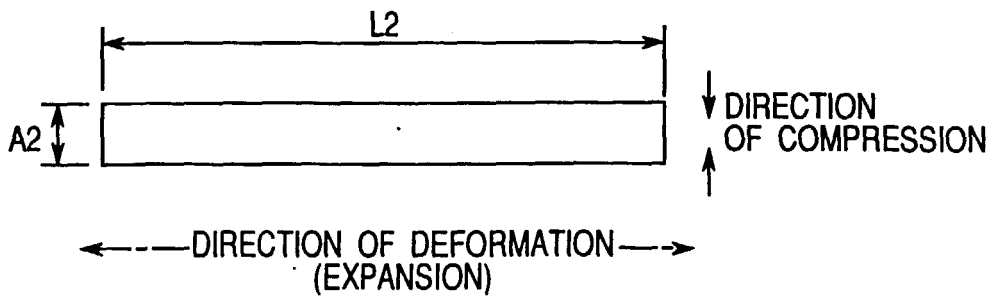 L2
A2
DIRECTION
OF COMPRESSION
DIRECTION OF DEFORMATION
(EXPANSION)